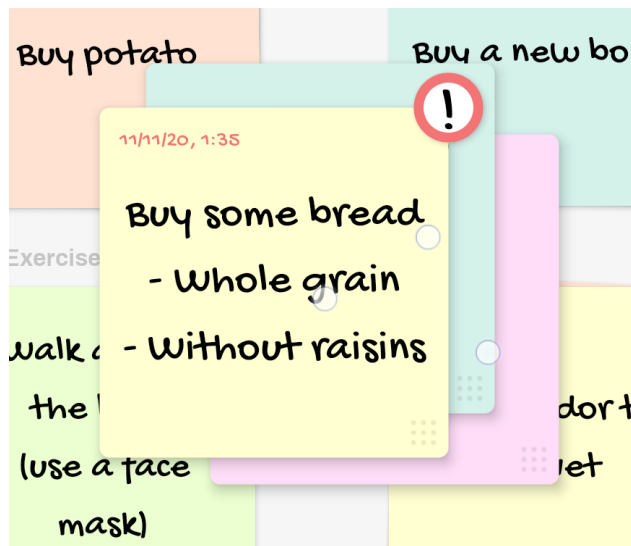 Buy potato
Buy a new bo
!
11/11/20, 1:35
Buy some bread
- Whole grain
- Without raisins
Exercise
walk
the
(use a face
mask)
dor t